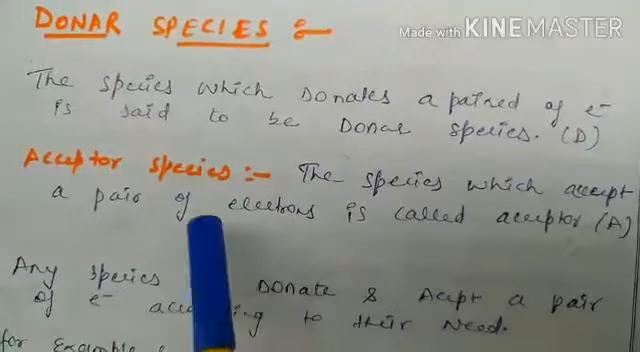 DONAR SPECIES :-
Made with KINEMASTER
The species which Donates a paired of e-
is said to be Donar species. (D)
Acceptor species :- The species which accept
a pair of electrons is called acceptor (A)
Any species Donate & Accept a pair
of e- to their Need.
for Example :